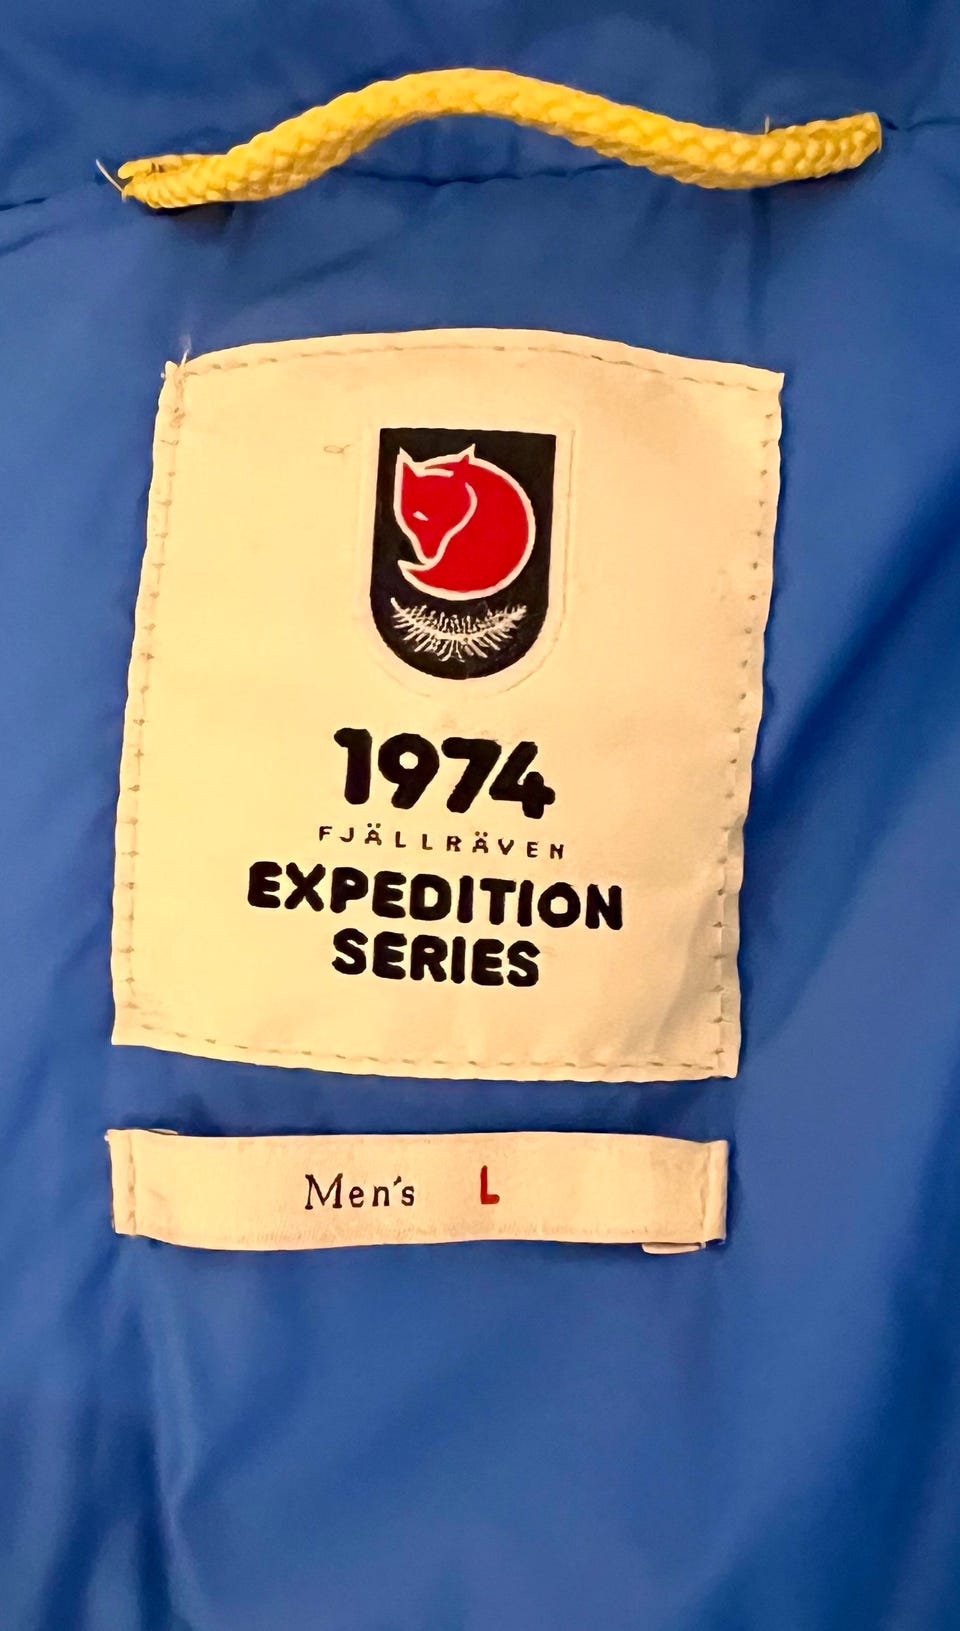 1974
FJÄLLRÄVEN
EXPEDITION
SERIES
Men's L